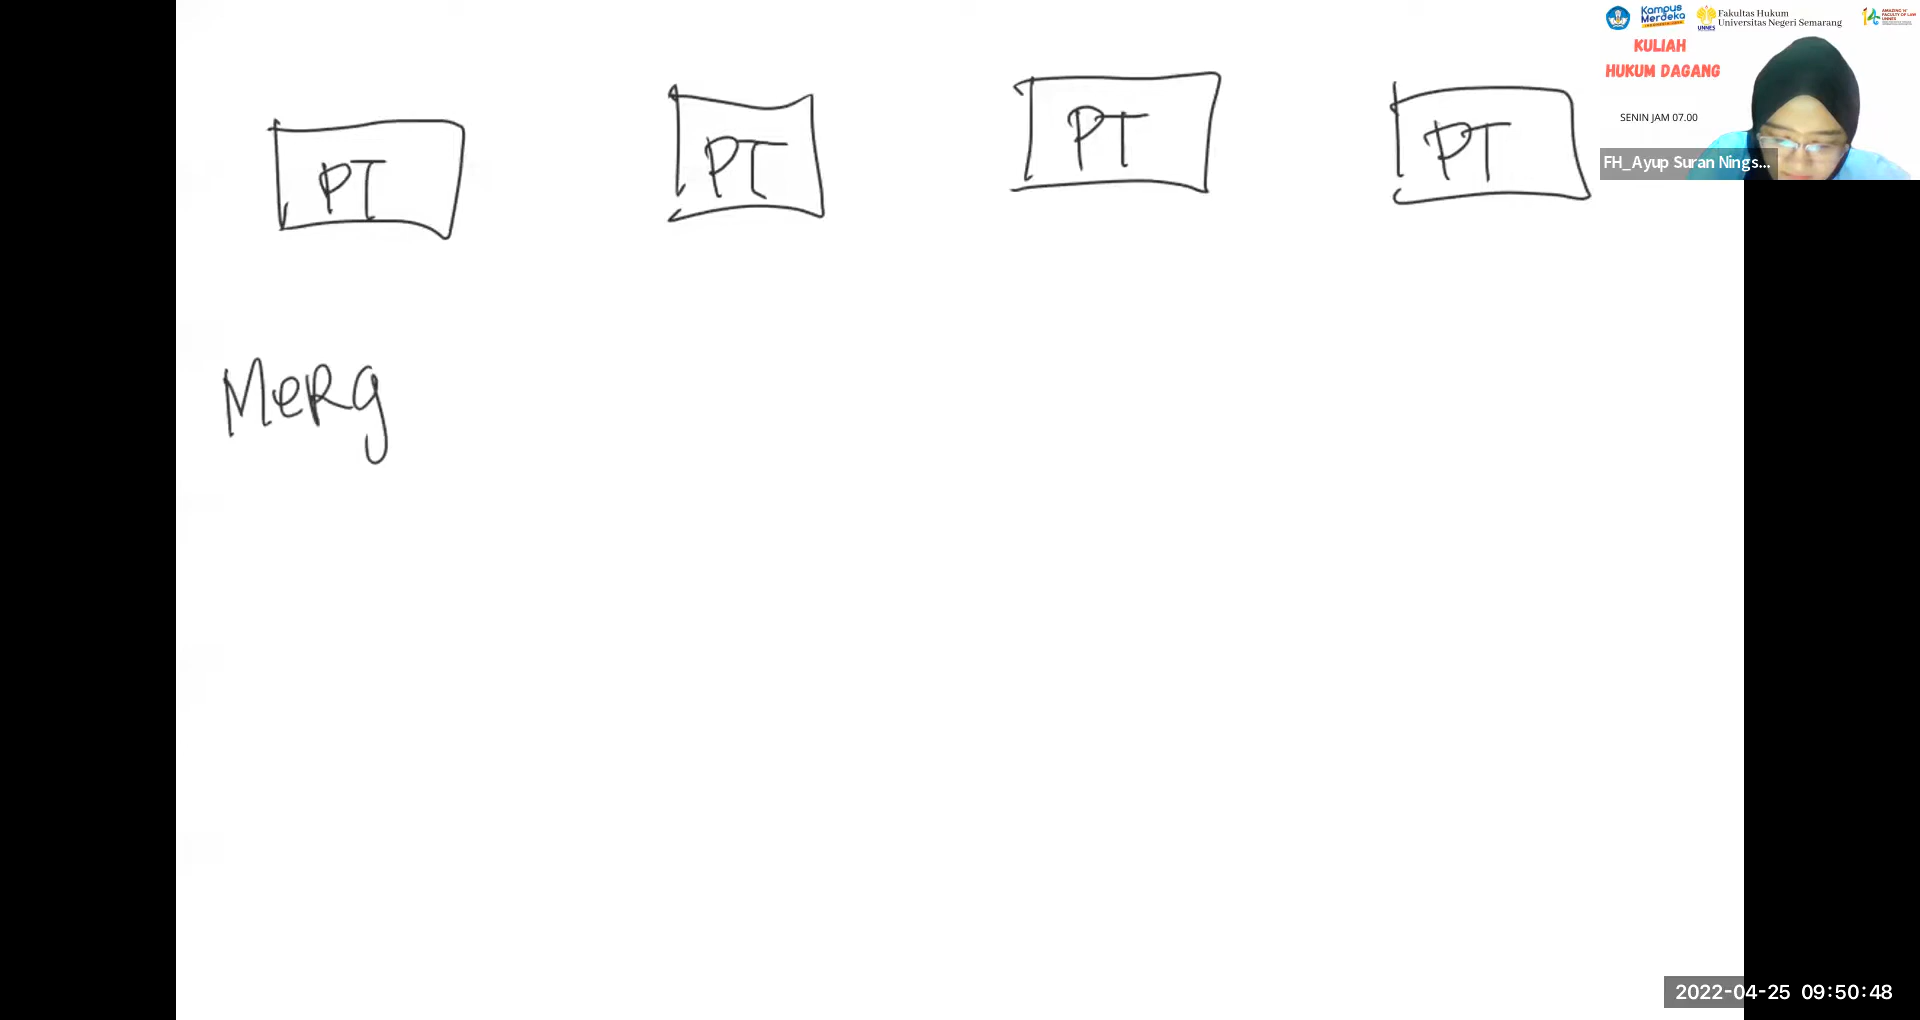 Kampus
Merdeka
Fakultas Hukum
Universitas Negeri Semarang
UNNES
KULIAH
HUKUM DAGANG
SENIN JAM 07.00
FH_Ayup Suran Nings...
PT PT PT PT
Merg
2022-04-25 09:50:48